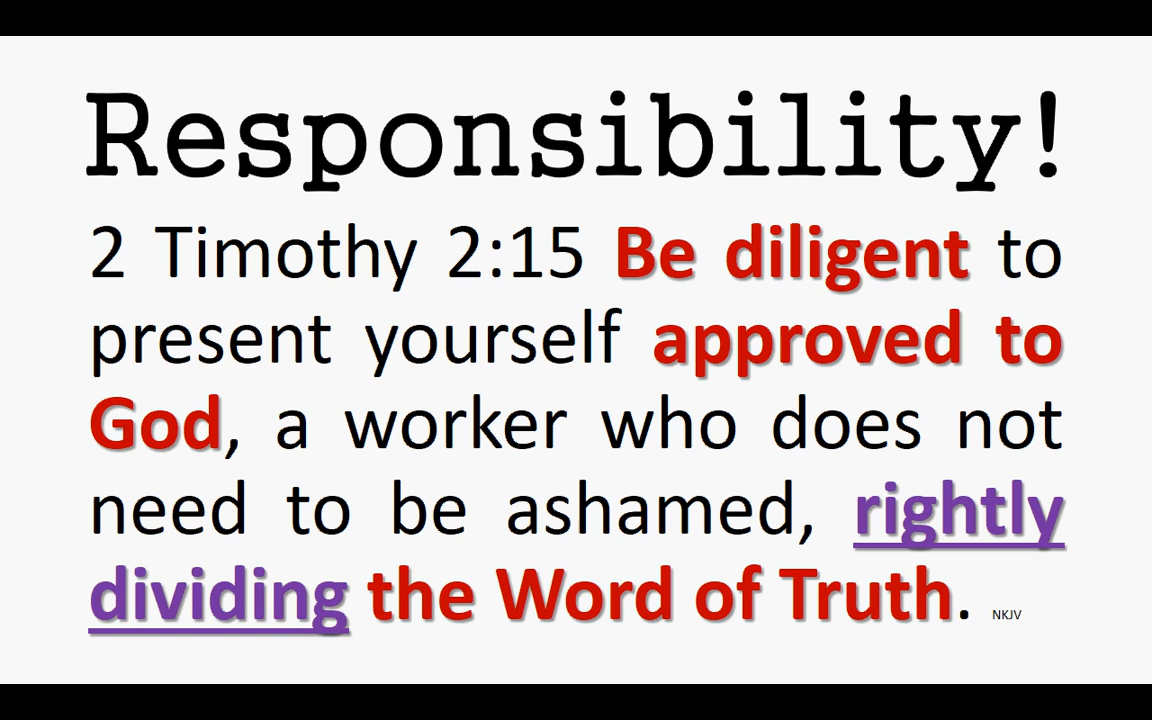 Responsibility!
2 Timothy 2:15 Be diligent to
present yourself approved to
God, a worker who does not
need to be ashamed, rightly
dividing the Word of Truth. NKJV